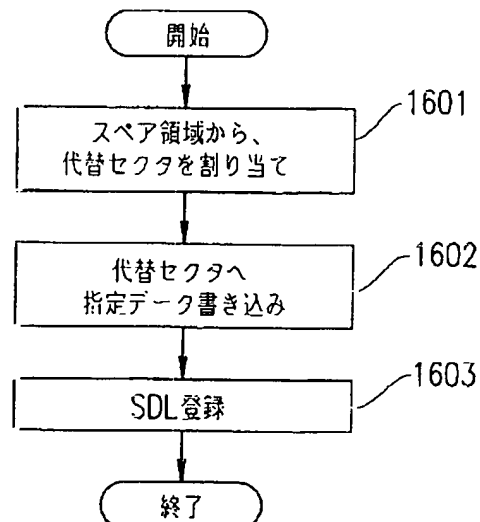 開始
1601
スペア領域から、
代替セクタを割り当て
1602
代替セクタへ
指定データ書き込み
1603
SDL登録
終了